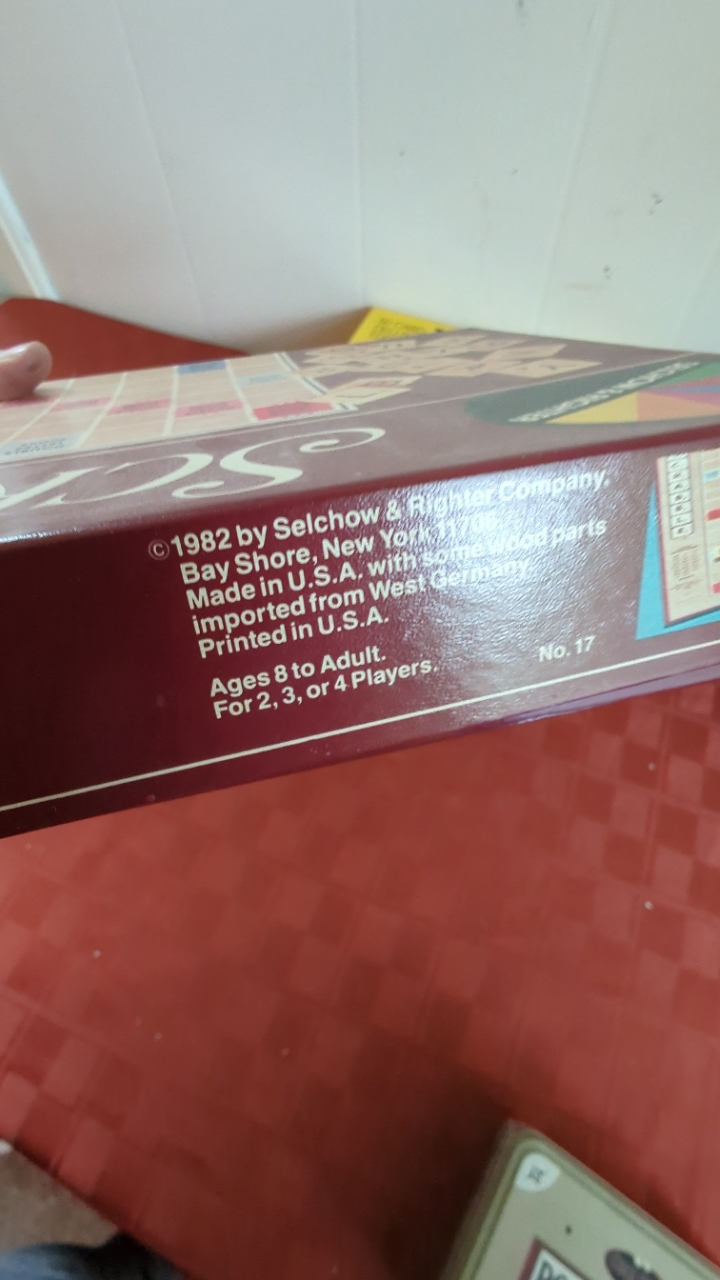 SCR
©1982 by Selchow & Righter Company,
Bay Shore, New York 11706
Made in U.S.A. with some wood parts
imported from West Germany.
Printed in U.S.A.
Ages 8 to Adult.
For 2, 3, or 4 Players.
No. 17